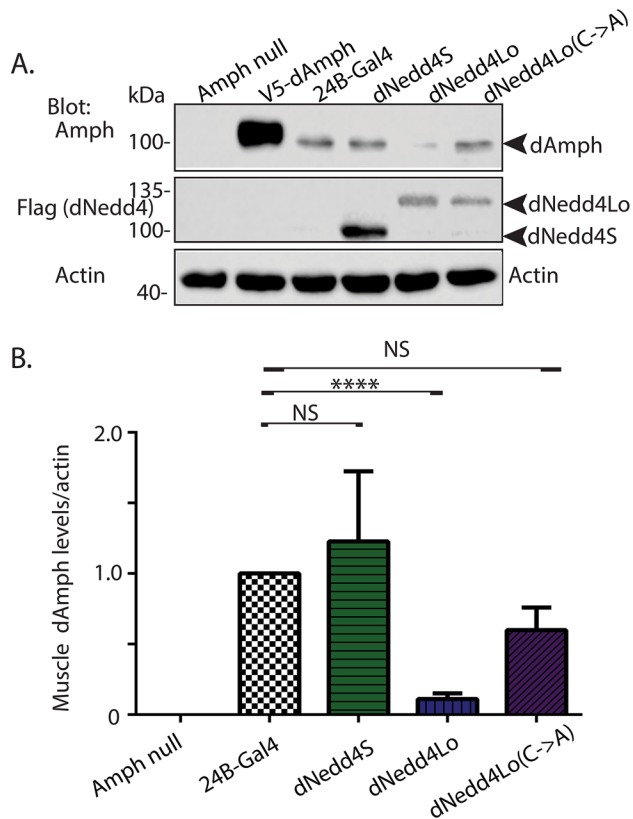 A.
Amph null
V5-dAmph
24B-Gal4
dNedd4S
dNedd4Lo
dNedd4Lo(C->A)
Blot:
Amph
kDa
100-
dAmph
Flag (dNedd4)
135-
100-
dNedd4Lo
dNedd4S
Actin
40-
Actin
B.
NS
****
NS
Muscle dAmph levels/actin
2.0
1.0
0
Amph null
24B-Gal4
dNedd4S
dNedd4Lo
dNedd4Lo(C->A)